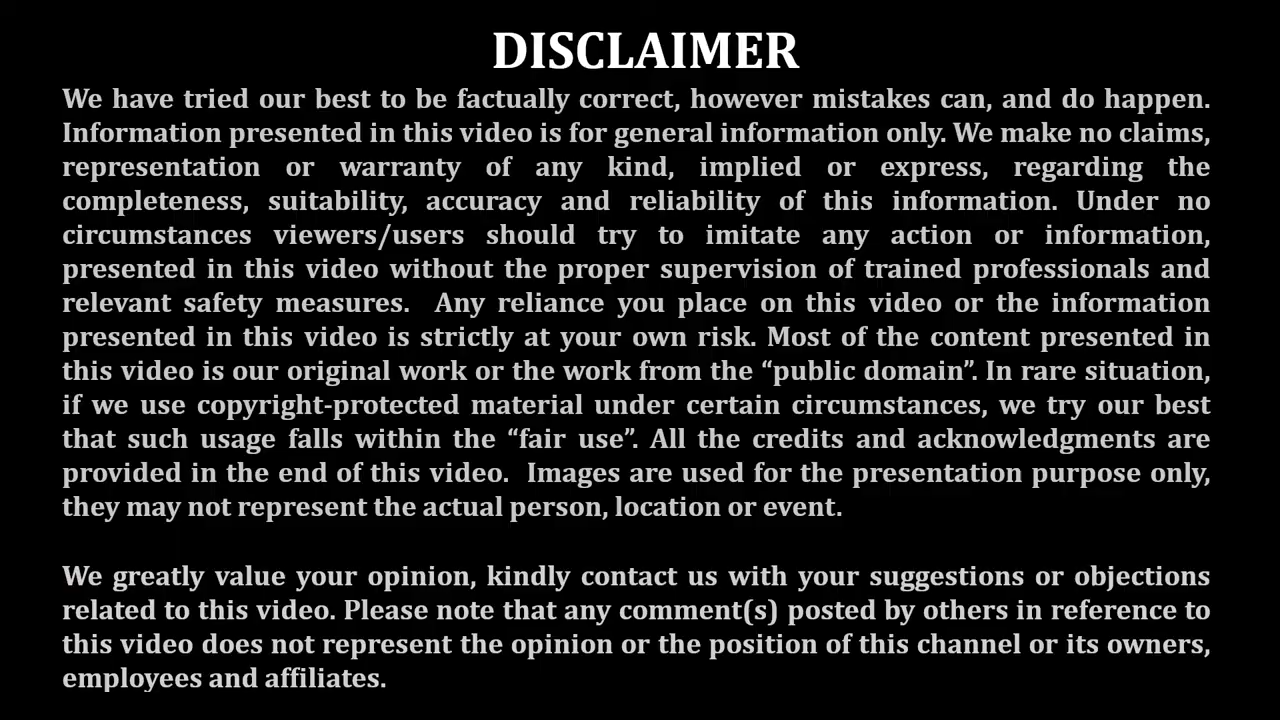 DISCLAIMER
We have tried our best to be factually correct, however mistakes can, and do happen.
Information presented in this video is for general information only. We make no claims,
representation or warranty of any kind, implied or express, regarding the
completeness, suitability, accuracy and reliability of this information. Under no
circumstances viewers/users should try to imitate any action or information,
presented in this video without the proper supervision of trained professionals and
relevant safety measures.  Any reliance you place on this video or the information
presented in this video is strictly at your own risk. Most of the content presented in
this video is our original work or the work from the “public domain”. In rare situation,
if we use copyright-protected material under certain circumstances, we try our best
that such usage falls within the “fair use”. All the credits and acknowledgments are
provided in the end of this video.  Images are used for the presentation purpose only,
they may not represent the actual person, location or event.
We greatly value your opinion, kindly contact us with your suggestions or objections
related to this video. Please note that any comment(s) posted by others in reference to
this video does not represent the opinion or the position of this channel or its owners,
employees and affiliates.